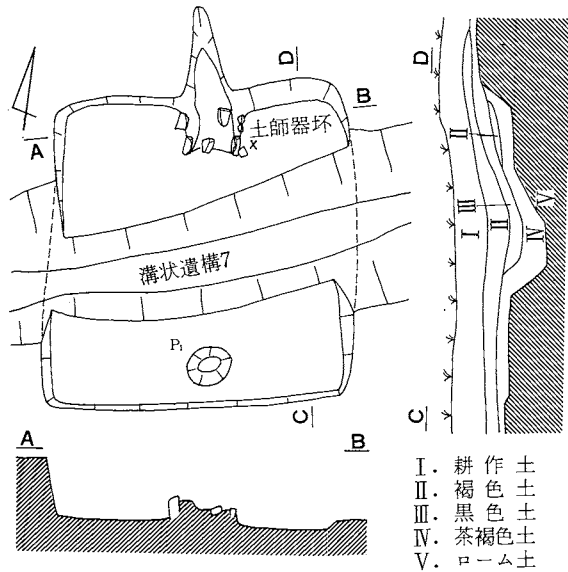 D
B
A
土師器坏
x
溝状遺構7
P₁
C
A
B
D
II
III
I
II
IV
V
C
I. 耕作土
II. 褐色土
III. 黒色土
IV. 茶褐色土
V. ローム土